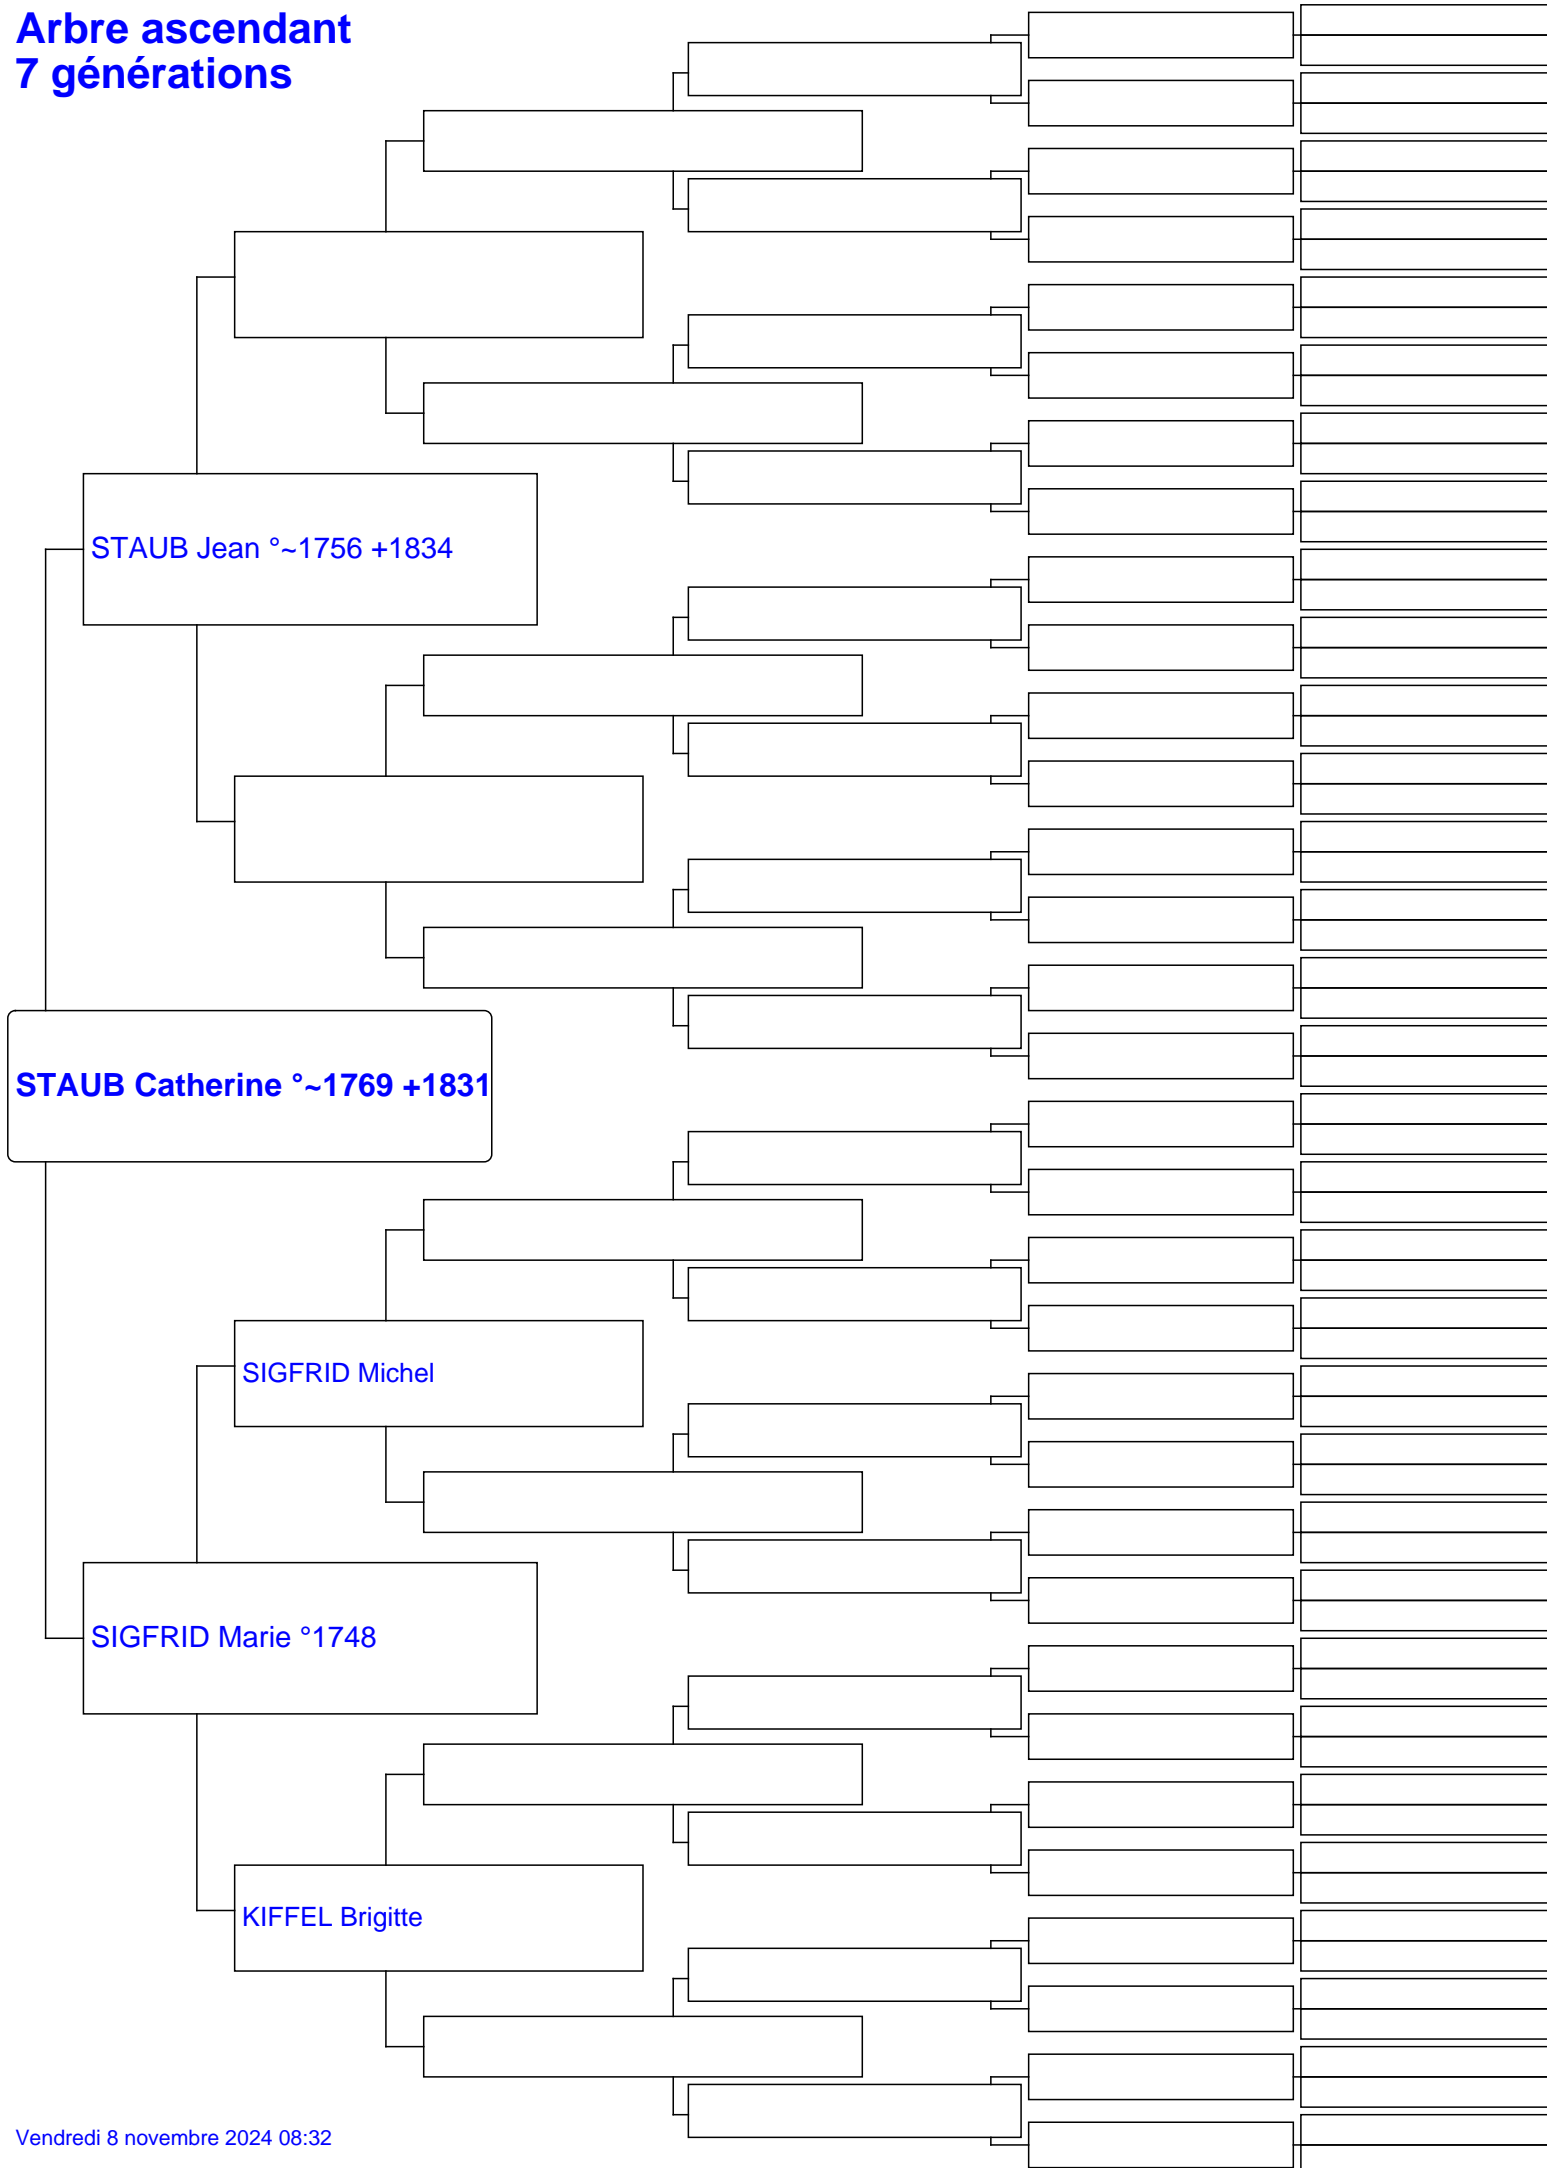 Arbre ascendant
7 générations
STAUB Jean °~1756 +1834
STAUB Catherine °~1769 +1831
SIGFRID Michel
SIGFRID Marie °1748
KIFFEL Brigitte
Vendredi 8 novembre 2024 08:32